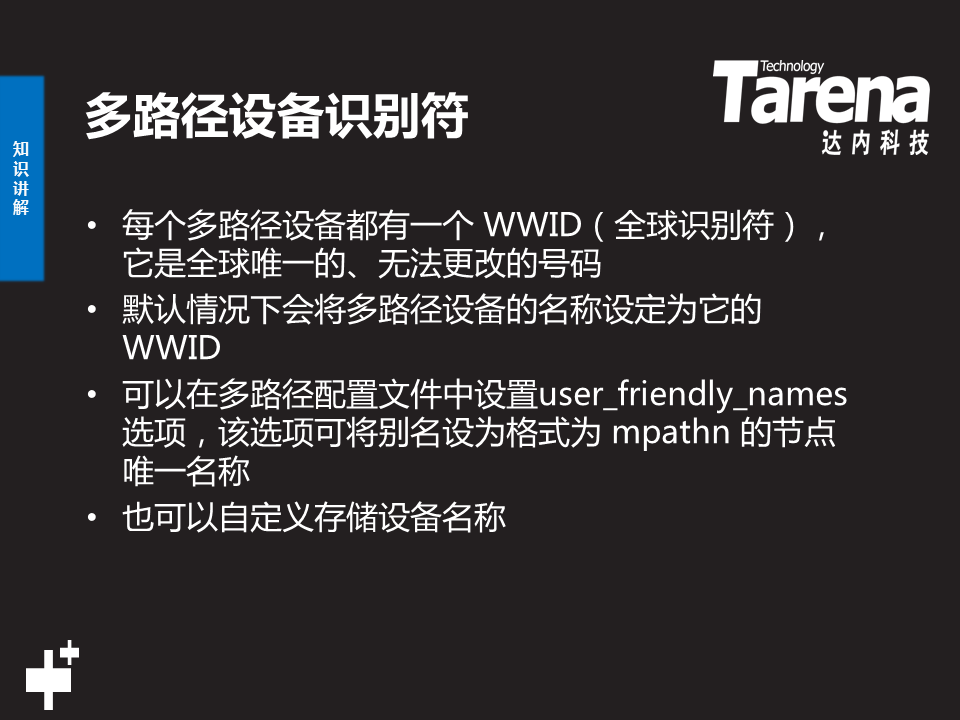 Technology
Tarena
达内科技
多路径设备识别符
知
识
讲
解
• 每个多路径设备都有一个 WWID（全球识别符），
它是全球唯一的、无法更改的号码
• 默认情况下会将多路径设备的名称设定为它的
WWID
• 可以在多路径配置文件中设置user_friendly_names
选项，该选项可将别名设为格式为 mpathn 的节点
唯一名称
• 也可以自定义存储设备名称